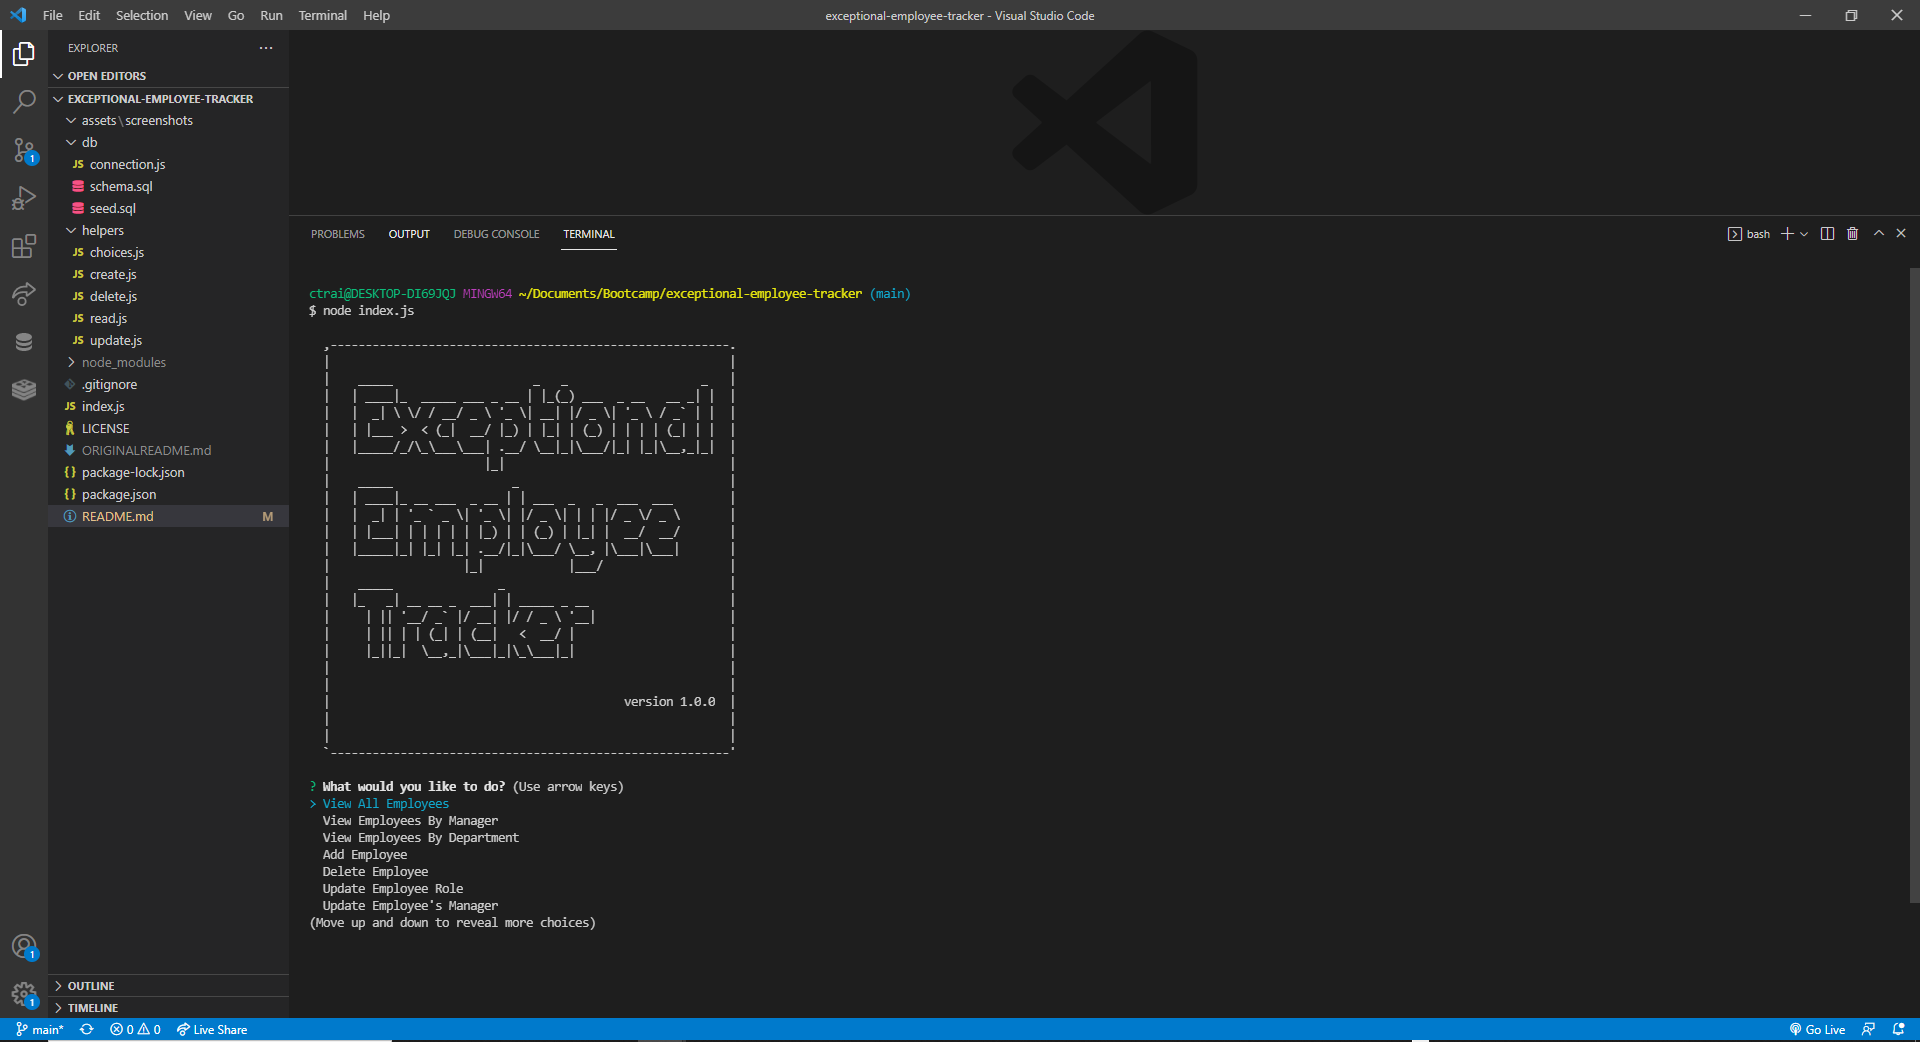 File Edit Selection View Go Run Terminal Help
exceptional-employee-tracker - Visual Studio Code
EXPLORER
OPEN EDITORS
EXCEPTIONAL-EMPLOYEE-TRACKER
assets\screenshots
db
JS connection.js
schema.sql
seed.sql
helpers
JS choices.js
JS create.js
JS delete.js
JS read.js
JS update.js
node_modules
.gitignore
JS index.js
LICENSE
ORIGINALREADME.md
{} package-lock.json
{} package.json
README.md M
OUTLINE
TIMELINE
1
1
1
PROBLEMS OUTPUT DEBUG CONSOLE TERMINAL
bash
ctrai@DESKTOP-DI69JQJ MINGW64 ~/Documents/Bootcamp/exceptional-employee-tracker (main)
$ node index.js
Exceptional
Employee
Tracker
version 1.0.0
? What would you like to do? (Use arrow keys)
> View All Employees
View Employees By Manager
View Employees By Department
Add Employee
Delete Employee
Update Employee Role
Update Employee's Manager
(Move up and down to reveal more choices)
main* 0 0 Live Share
Go Live